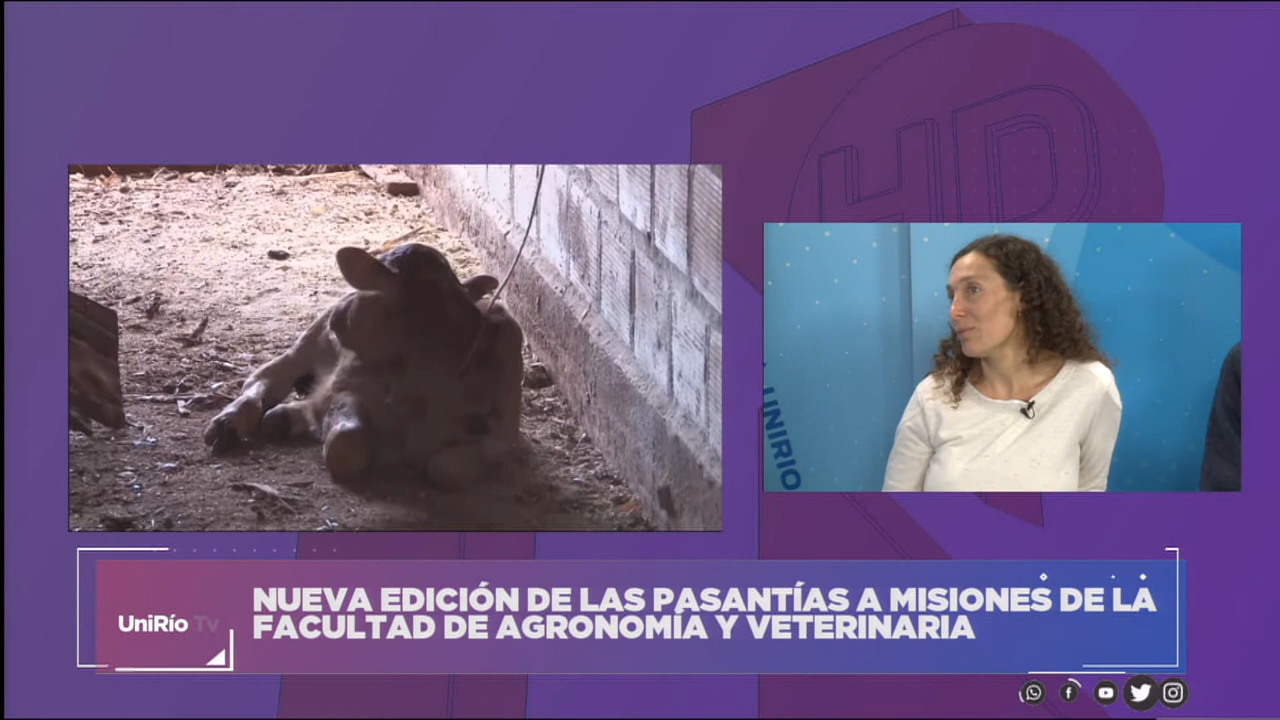 HD
UNIRIO
NUEVA EDICIÓN DE LAS PASANTÍAS A MISIONES DE LA
FACULTAD DE AGRONOMÍA Y VETERINARIA
UniRío Tv